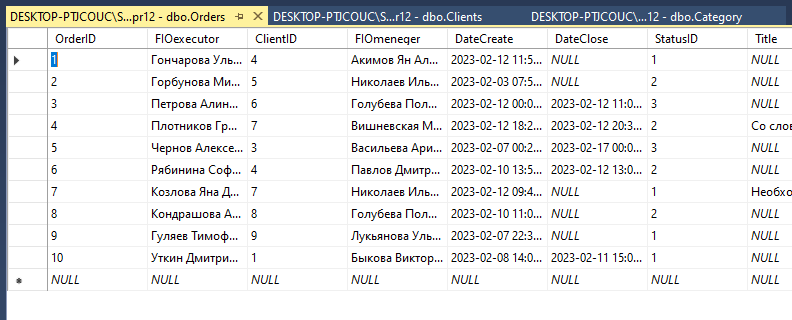 DESKTOP-PTJCOUC\S...pr12 - dbo.Orders DESKTOP-PTJCOUC\S...r12 - dbo.Clients DESKTOP-PTJCOUC\...12 - dbo.Category
OrderID FIOexecutor ClientID FIOmeneger DateCreate DateClose StatusID Title
1 Гончарова Уль... 4 Акимов Ян Ал... 2023-02-12 11:5... NULL 1 NULL
2 Горбунова Ми... 5 Николаев Иль... 2023-02-03 07:5... NULL 2 NULL
3 Петрова Алин... 6 Голубева Пол... 2023-02-12 00:0... 2023-02-12 11:0... 3 NULL
4 Плотников Гр... 7 Вишневская М... 2023-02-12 18:2... 2023-02-12 20:3... 2 Со слов
5 Чернов Алексе... 3 Васильева Ари... 2023-02-07 00:2... 2023-02-17 00:0... 3 NULL
6 Рябинина Соф... 4 Павлов Дмитр... 2023-02-10 13:5... 2023-02-12 13:0... 2 NULL
7 Козлова Яна Д... 7 Николаев Иль... 2023-02-12 09:4... NULL 1 Необхо
8 Кондрашова А... 8 Голубева Пол... 2023-02-10 11:0... NULL 2 NULL
9 Гуляев Тимоф... 9 Лукьянова Уль... 2023-02-07 22:3... NULL 1 NULL
10 Уткин Дмитри... 1 Быкова Виктор... 2023-02-08 14:0... 2023-02-11 15:0... 1 NULL
NULL NULL NULL NULL NULL NULL NULL NULL